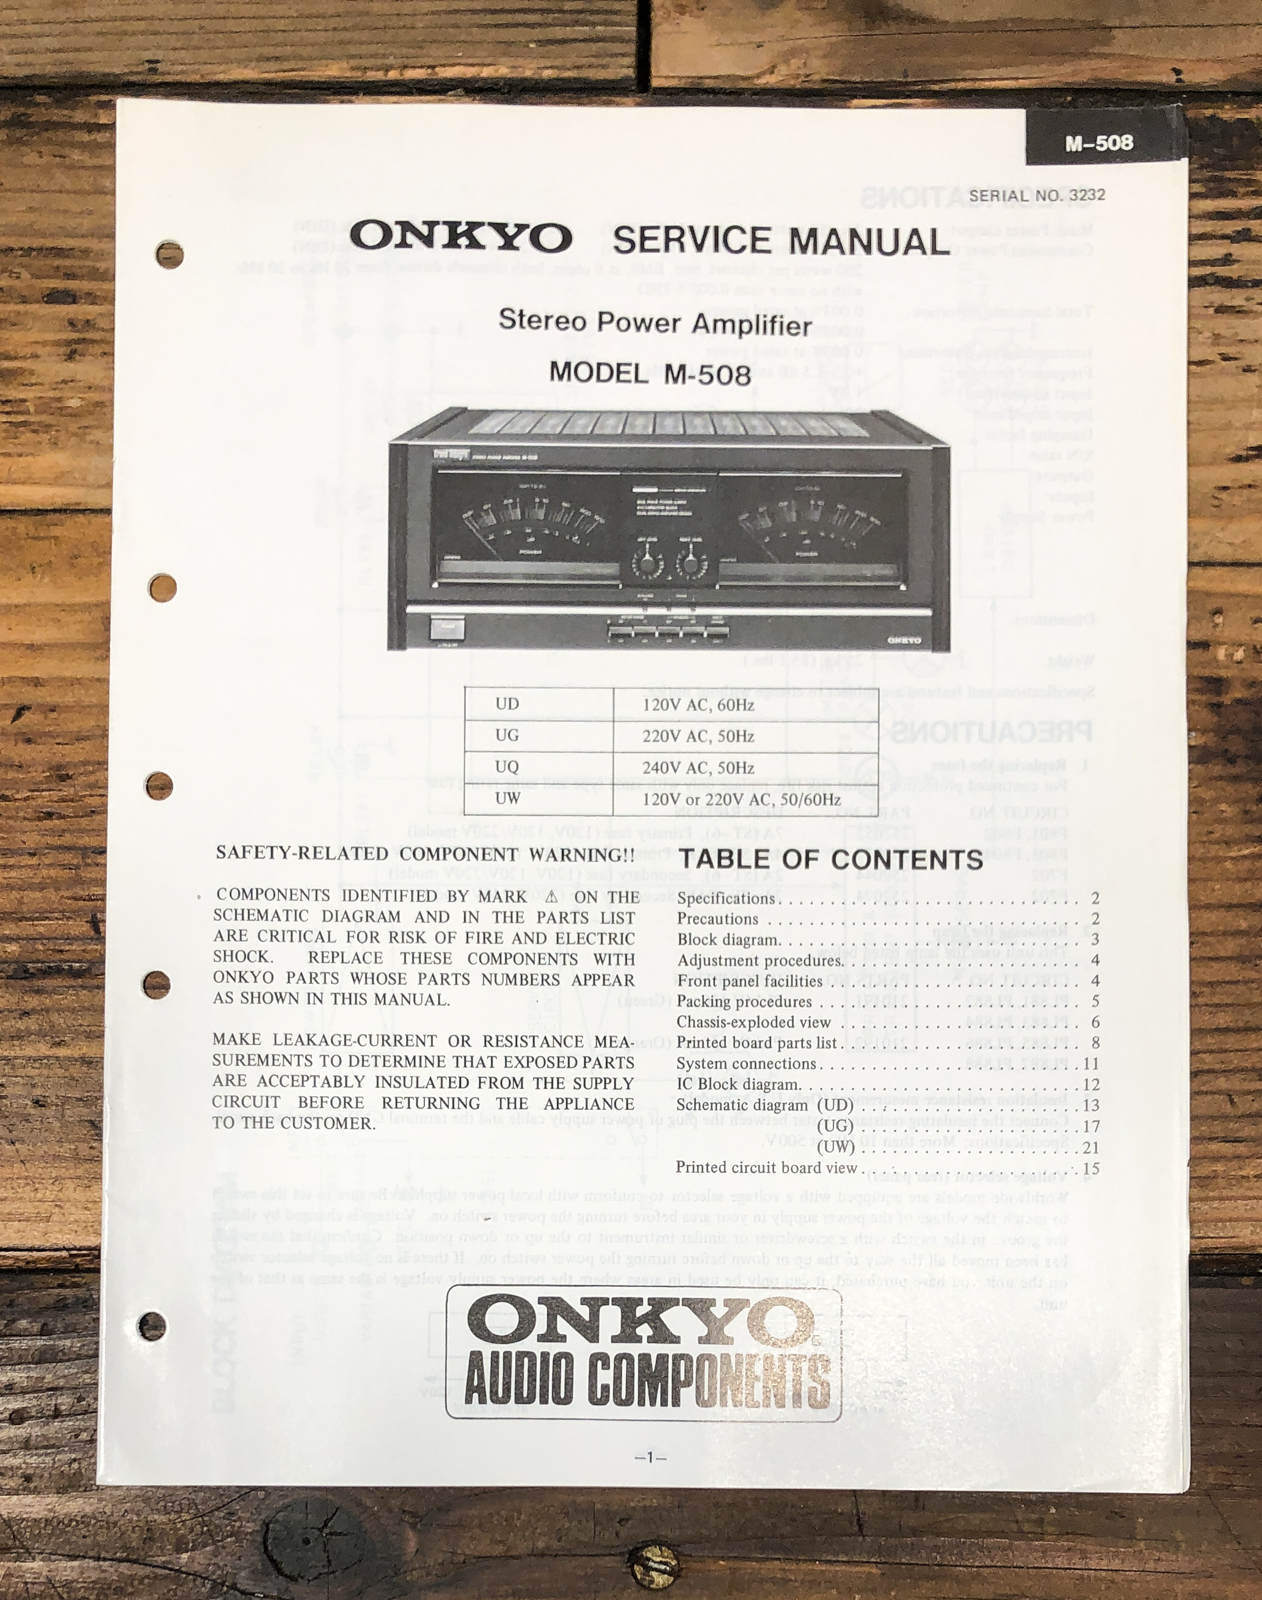 M-508
SERIAL NO. 3232
ONKYO SERVICE MANUAL
Stereo Power Amplifier
MODEL M-508
POWER
POWER
ONKYO
UD 120V AC, 60Hz
UG 220V AC, 50Hz
UQ 240V AC, 50Hz
UW 120V or 220V AC, 50/60Hz
SAFETY-RELATED COMPONENT WARNING!!
COMPONENTS IDENTIFIED BY MARK ⚠ ON THE
SCHEMATIC DIAGRAM AND IN THE PARTS LIST
ARE CRITICAL FOR RISK OF FIRE AND ELECTRIC
SHOCK. REPLACE THESE COMPONENTS WITH
ONKYO PARTS WHOSE PARTS NUMBERS APPEAR
AS SHOWN IN THIS MANUAL.
MAKE LEAKAGE-CURRENT OR RESISTANCE MEA-
SUREMENTS TO DETERMINE THAT EXPOSED PARTS
ARE ACCEPTABLY INSULATED FROM THE SUPPLY
CIRCUIT BEFORE RETURNING THE APPLIANCE
TO THE CUSTOMER.
TABLE OF CONTENTS
Specifications. . . . . . . . . . . . . . . . . . . . . . . . . . . . . 2
Precautions . . . . . . . . . . . . . . . . . . . . . . . . . . . . . . 2
Block diagram. . . . . . . . . . . . . . . . . . . . . . . . . . . . . 3
Adjustment procedures. . . . . . . . . . . . . . . . . . . . . . . 4
Front panel facilities . . . . . . . . . . . . . . . . . . . . . . . . 4
Packing procedures . . . . . . . . . . . . . . . . . . . . . . . . . 5
Chassis-exploded view . . . . . . . . . . . . . . . . . . . . . . . 6
Printed board parts list . . . . . . . . . . . . . . . . . . . . . . . 8
System connections . . . . . . . . . . . . . . . . . . . . . . . . . 11
IC Block diagram. . . . . . . . . . . . . . . . . . . . . . . . . . . 12
Schematic diagram (UD) . . . . . . . . . . . . . . . . . . . . . 13
(UG) . . . . . . . . . . . . . . . . . . . . . 17
(UW) . . . . . . . . . . . . . . . . . . . . . 21
Printed circuit board view . . . . . . . . . . . . . . . . . . . . . 15
ONKYO
AUDIO COMPONENTS
—1—